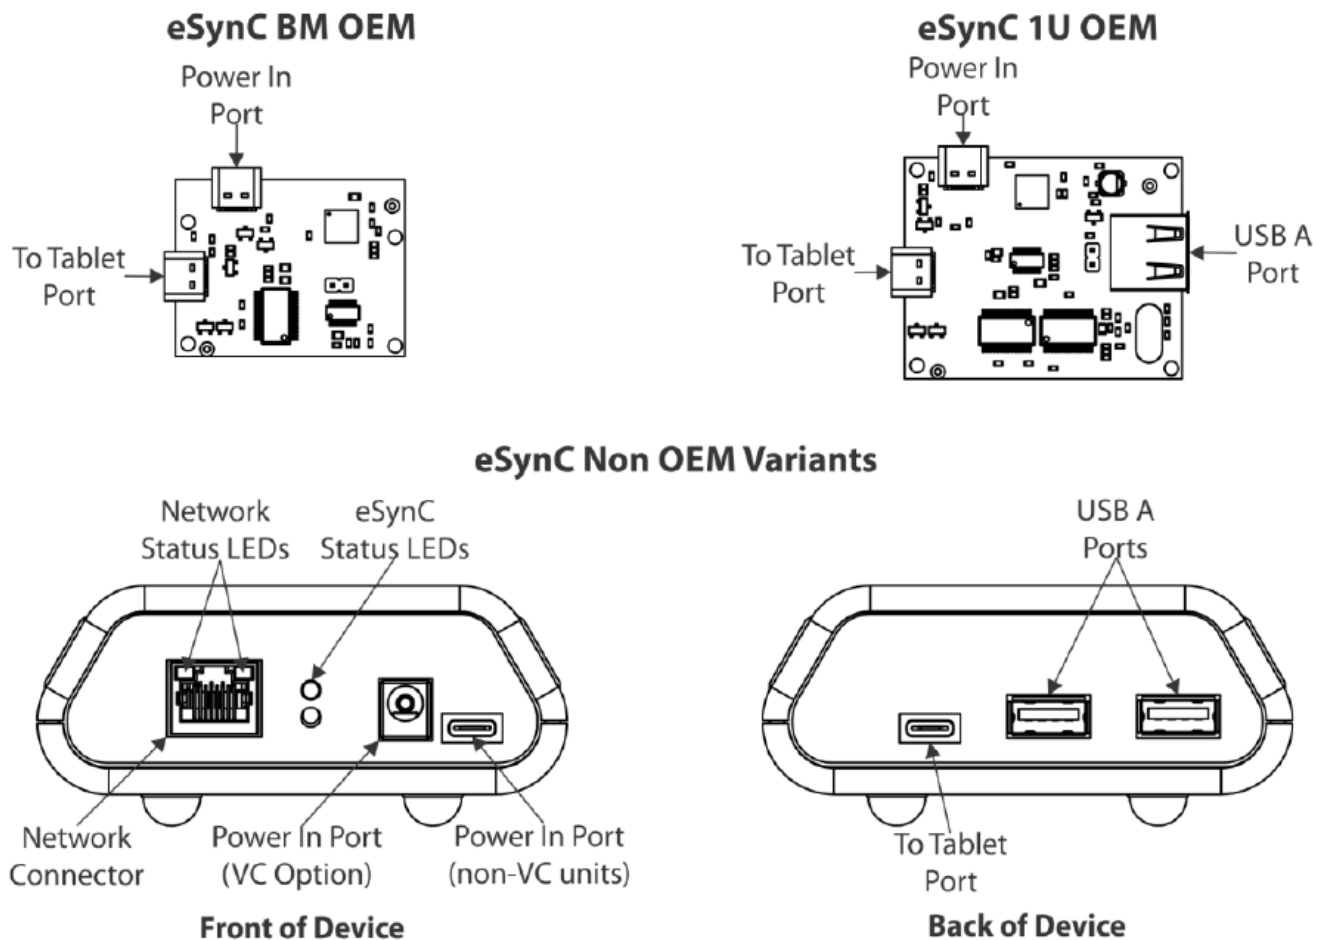 eSynC BM OEM
Power In
Port
To Tablet
Port
eSynC 1U OEM
Power In
Port
To Tablet
Port
USB A
Port
eSynC Non OEM Variants
Network
Status LEDs
eSynC
Status LEDs
Network
Connector
Power In Port
(VC Option)
Power In Port
(non-VC units)
Front of Device
USB A
Ports
To Tablet
Port
Back of Device